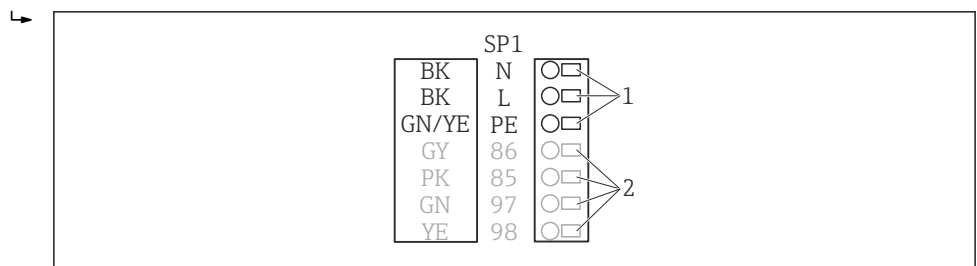 SP1
BK N
BK L 1
GN/YE PE
GY 86
PK 85 2
GN 97
YE 98